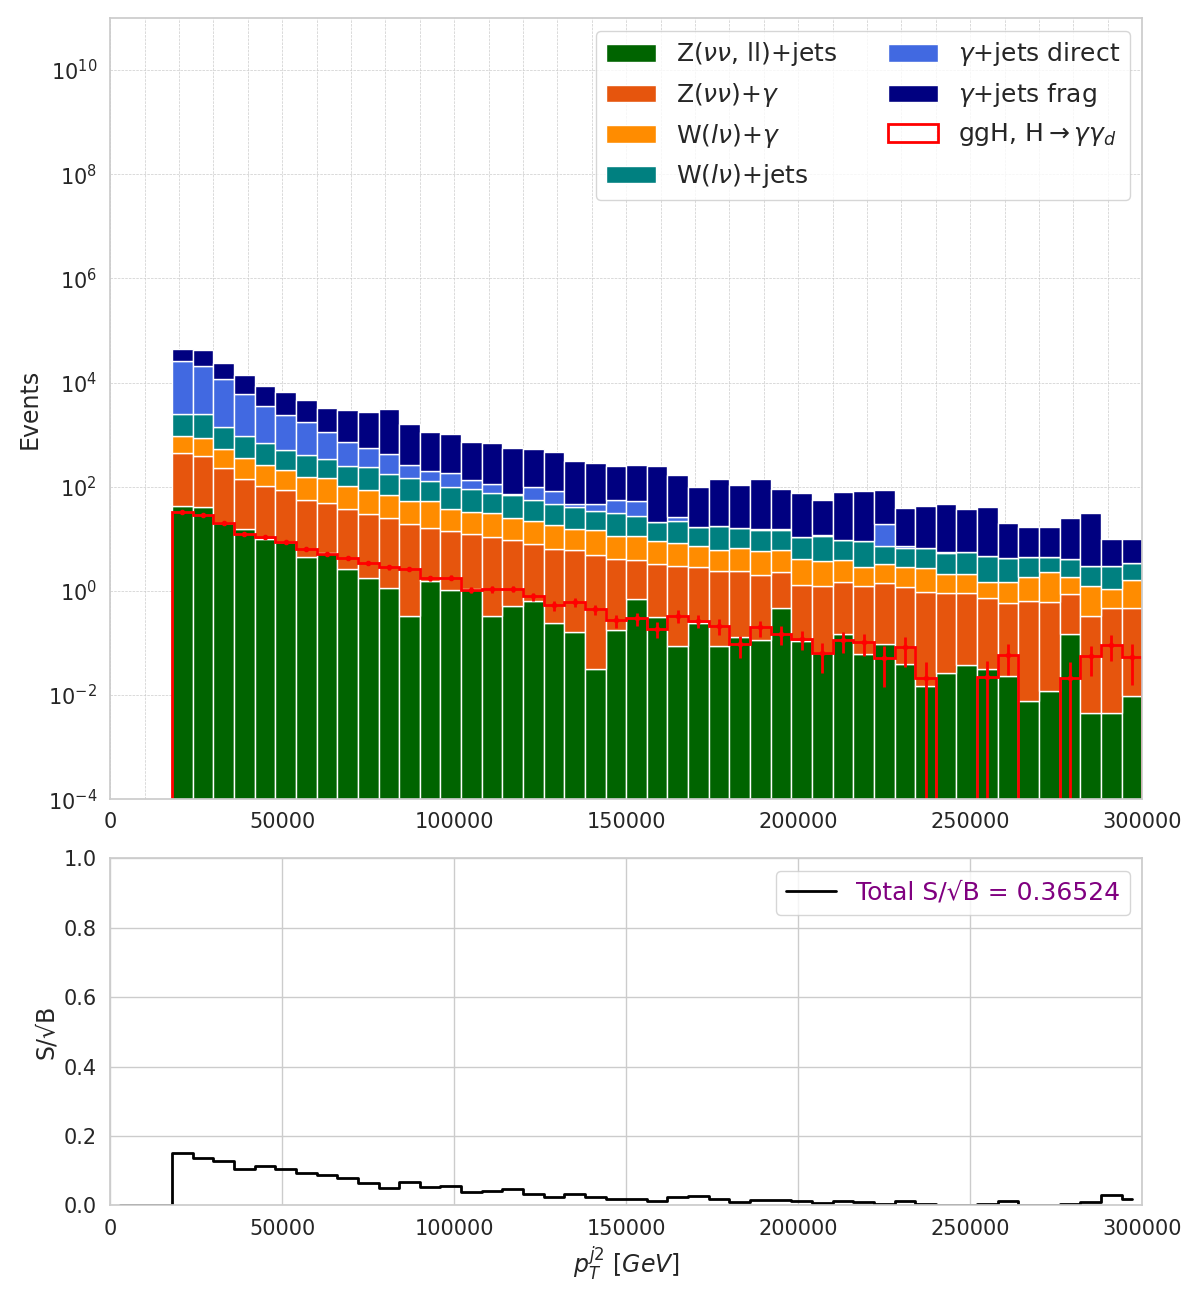 Z(νν, ll)+jets
Z(νν)+γ
W(lν)+γ
W(lν)+jets
γ+jets direct
γ+jets frag
ggH, H→γγ_d
Events
10^10
10^8
10^6
10^4
10^2
10^0
10^−2
10^−4
0 50000 100000 150000 200000 250000 300000
Total S/√B = 0.36524
S/√B
1.0
0.8
0.6
0.4
0.2
0.0
0 50000 100000 150000 200000 250000 300000
p_T^{j2} [GeV]